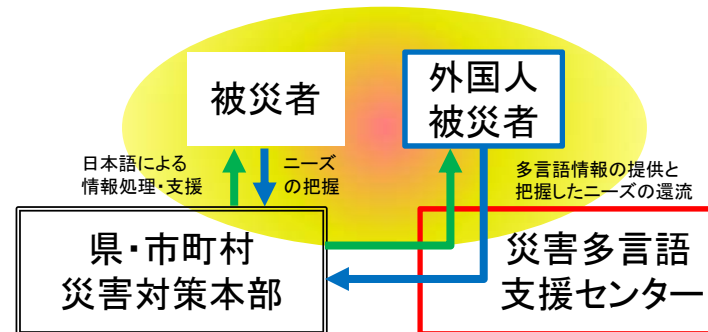 被災者
外国人
被災者
日本語による
情報処理・支援
ニーズ
の把握
多言語情報の提供と
把握したニーズの還流
県・市町村
災害対策本部
災害多言語
支援センター